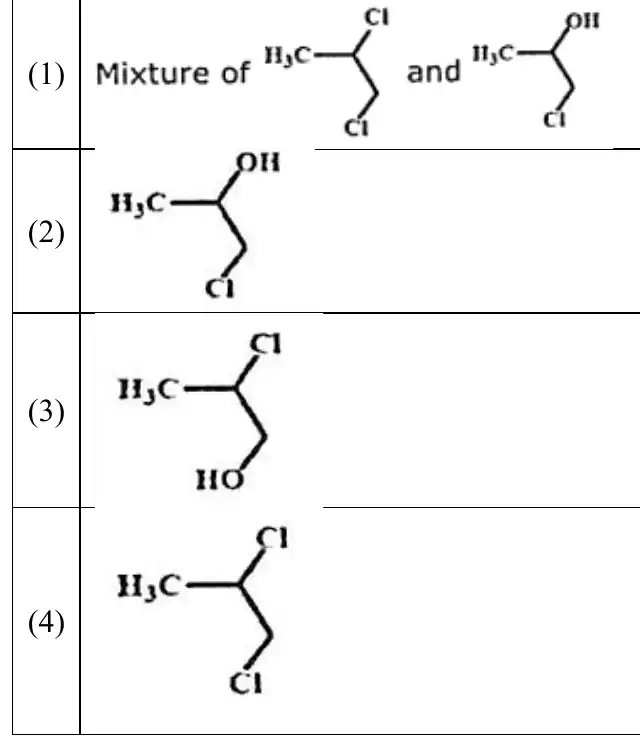 Cl OH
(1) Mixture of H₃C and H₃C
Cl Cl
OH
H₃C
(2)
Cl
Cl
H₃C
(3)
HO
Cl
H₃C
(4)
Cl